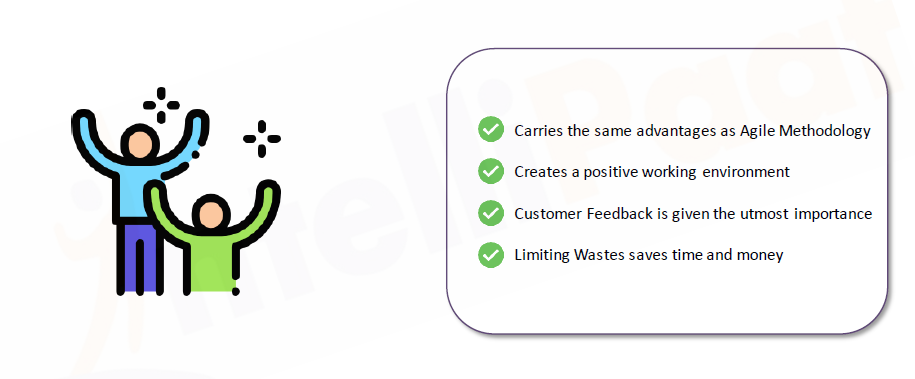 Carries the same advantages as Agile Methodology
Creates a positive working environment
Customer Feedback is given the utmost importance
Limiting Wastes saves time and money